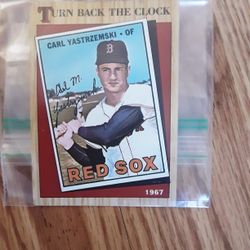 TURN BACK THE CLOCK
CARL YASTRZEMSKI - OF
B
RED SOX
1967